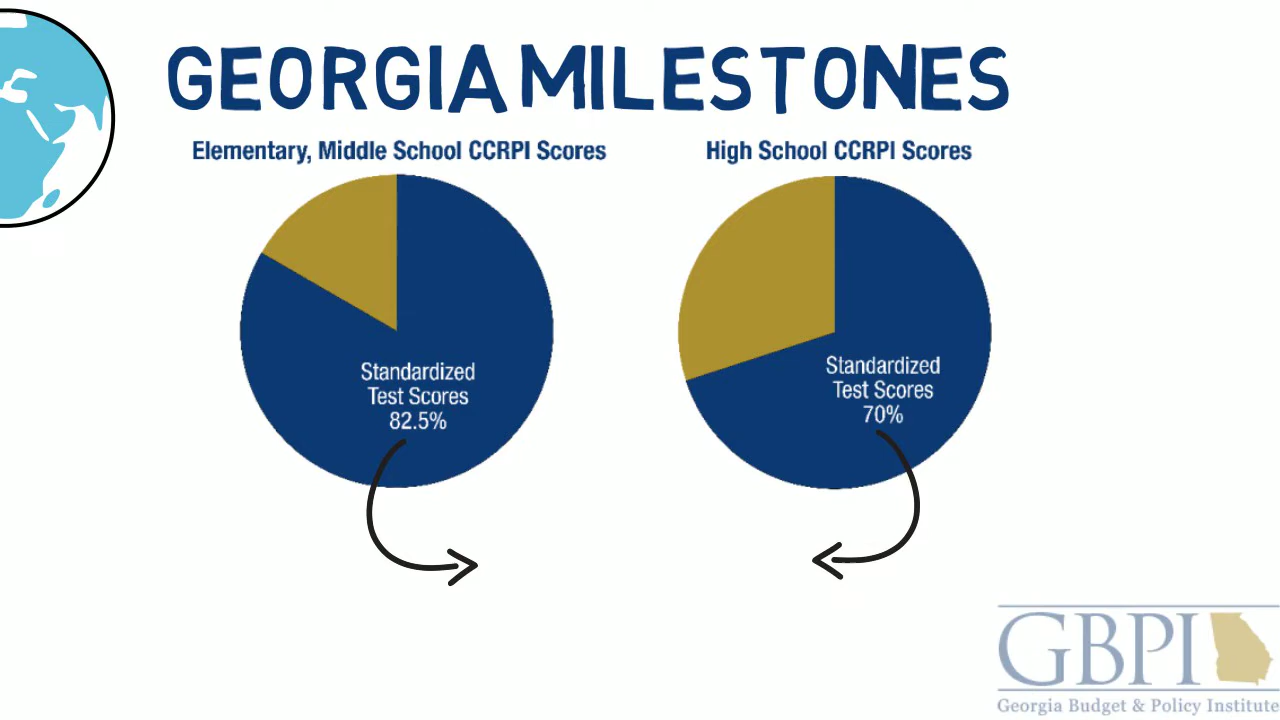 GEORGIA MILESTONES
Elementary, Middle School CCRPI Scores
High School CCRPI Scores
Standardized
Test Scores
82.5%
Standardized
Test Scores
70%
GBPI
Georgia Budget & Policy Institute